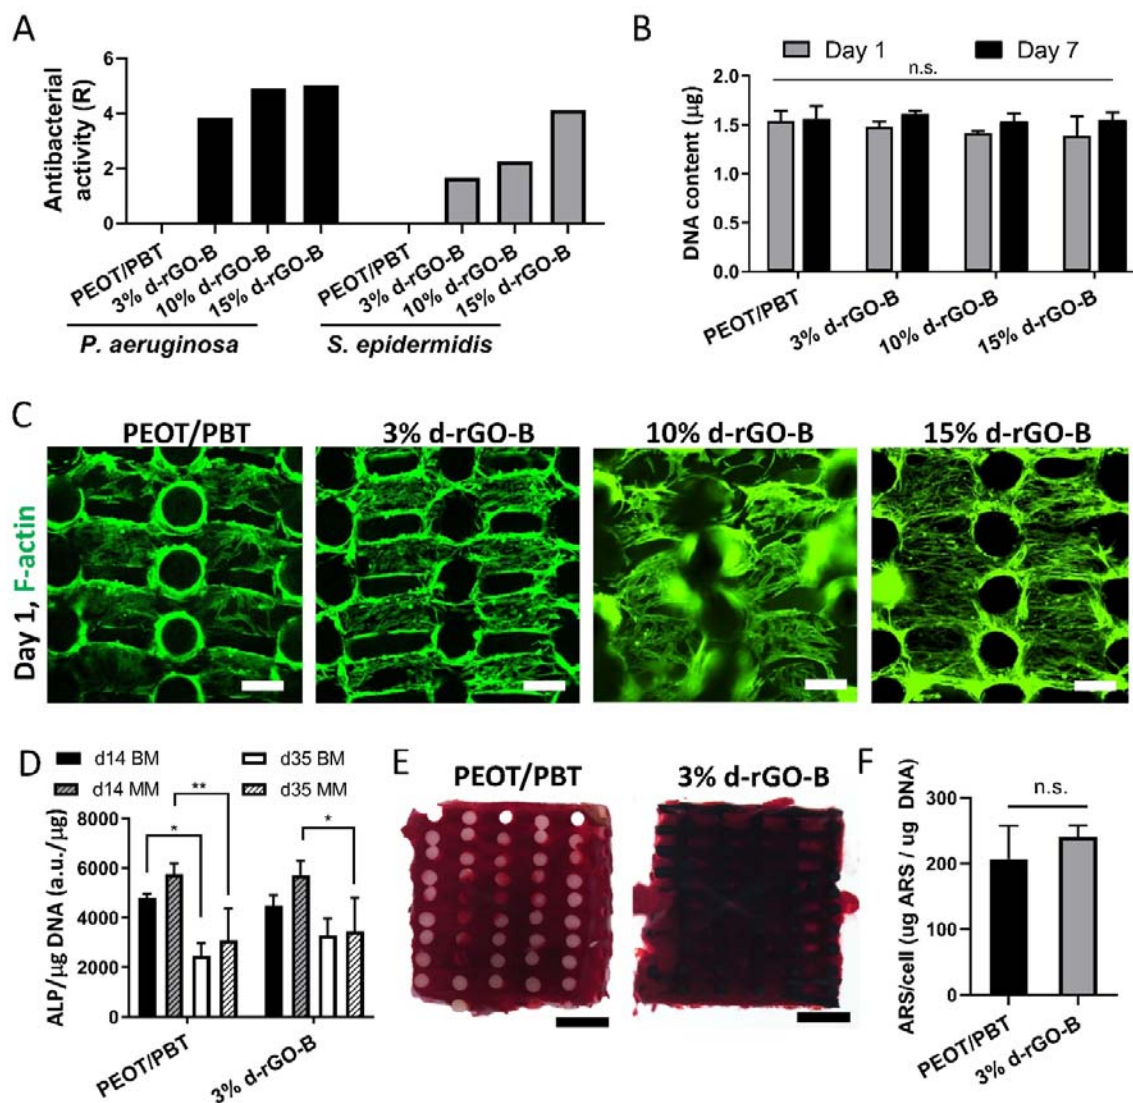 A
Antibacterial
activity (R)
6
4
2
0
PEOT/PBT
3% d-rGO-B
10% d-rGO-B
15% d-rGO-B
PEOT/PBT
3% d-rGO-B
10% d-rGO-B
15% d-rGO-B
P. aeruginosa
S. epidermidis
B
Day 1
Day 7
n.s.
DNA content (µg)
2.0
1.5
1.0
0.5
0.0
PEOT/PBT
3% d-rGO-B
10% d-rGO-B
15% d-rGO-B
C
PEOT/PBT
3% d-rGO-B
10% d-rGO-B
15% d-rGO-B
Day 1, F-actin
D
d14 BM
d35 BM
d14 MM
d35 MM
**
*
*
ALP/µg DNA (a.u./µg)
8000
6000
4000
2000
0
PEOT/PBT
3% d-rGO-B
E
PEOT/PBT
3% d-rGO-B
F
ARS/cell (ug ARS / ug DNA)
n.s.
300
200
100
0
PEOT/PBT
3% d-rGO-B